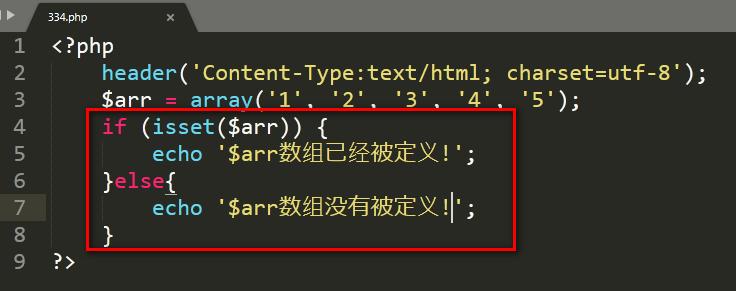 334.php ×
1 <?php
2 header('Content-Type:text/html; charset=utf-8');
3 $arr = array('1', '2', '3', '4', '5');
4 if (isset($arr)) {
5 echo '$arr数组已经被定义!';
6 }else{
7 echo '$arr数组没有被定义!';
8 }
9 ?>